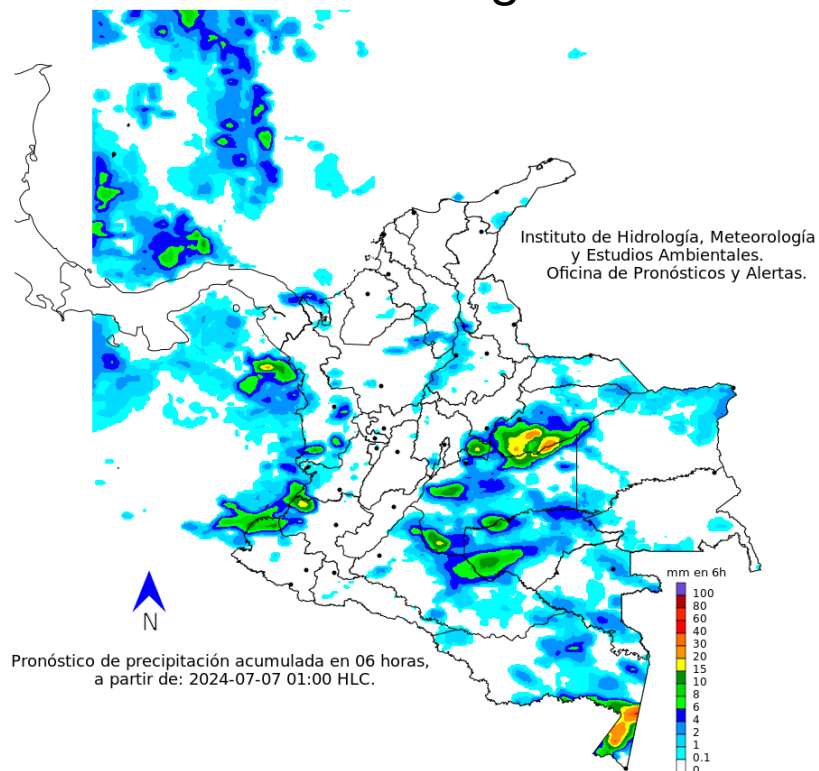 Instituto de Hidrología, Meteorología
y Estudios Ambientales.
Oficina de Pronósticos y Alertas.
mm en 6h
100
80
60
40
30
20
15
10
8
6
4
2
1
0.1
0
N
Pronóstico de precipitación acumulada en 06 horas,
a partir de: 2024-07-07 01:00 HLC.